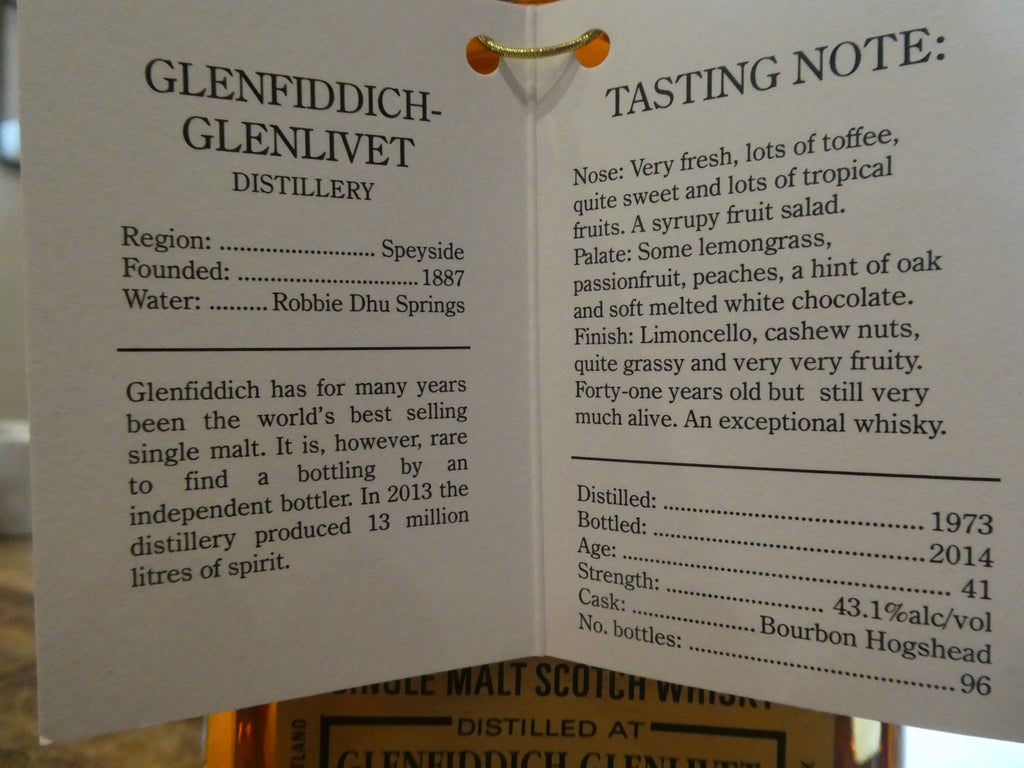 GLENFIDDICH-
GLENLIVET
DISTILLERY
Region: ....................... Speyside
Founded: ........................... 1887
Water: ......... Robbie Dhu Springs
Glenfiddich has for many years
been the world's best selling
single malt. It is, however, rare
to find a bottling by an
independent bottler. In 2013 the
distillery produced 13 million
litres of spirit.
TASTING NOTE:
Nose: Very fresh, lots of toffee,
quite sweet and lots of tropical
fruits. A syrupy fruit salad.
Palate: Some lemongrass,
passionfruit, peaches, a hint of oak
and soft melted white chocolate.
Finish: Limoncello, cashew nuts,
quite grassy and very very fruity.
Forty-one years old but still very
much alive. An exceptional whisky.
Distilled: ....................................... 1973
Bottled: ........................................ 2014
Age: ................................................ 41
Strength: ........................ 43.1%alc/vol
Cask: .................. Bourbon Hogshead
No. bottles: ....................................... 96
SINGLE MALT SCOTCH WHISKY
DISTILLED AT
GLENFIDDICH-GLENLIVET